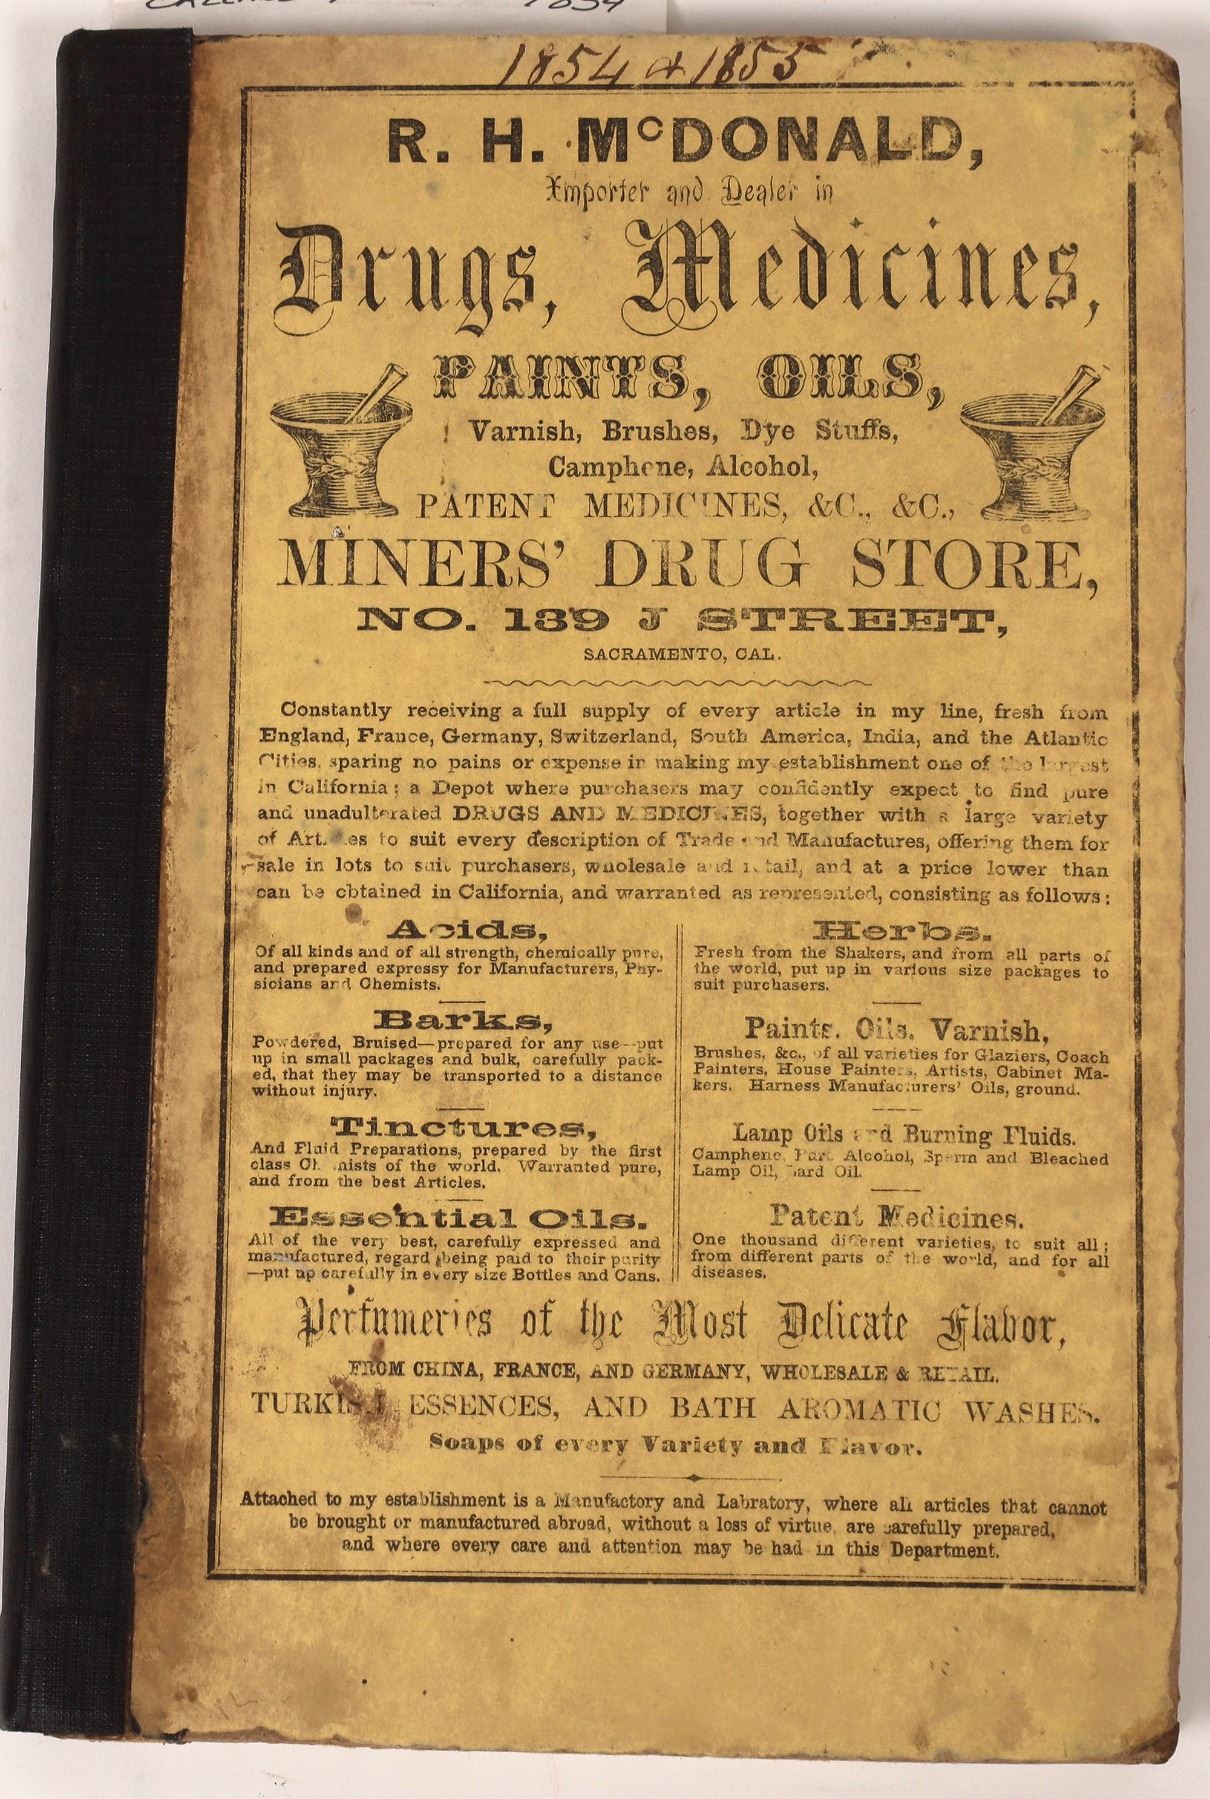 1854
1854 & 1855
R. H. McDONALD,
Importer and Dealer in
Drugs, Medicines,
PAINTS, OILS,
Varnish, Brushes, Dye Stuffs,
Camphene, Alcohol,
PATENT MEDICINES, &C., &C.,
MINERS' DRUG STORE,
NO. 139 J STREET,
SACRAMENTO, CAL.
Constantly receiving a full supply of every article in my line, fresh from
England, France, Germany, Switzerland, South America, India, and the Atlantic
Cities, sparing no pains or expense in making my establishment one of the largest
in California; a Depot where purchasers may confidently expect to find pure
and unadulterated DRUGS AND MEDICINES, together with a large variety
of Articles to suit every description of Trade and Manufactures, offering them for
sale in lots to suit purchasers, wholesale and retail, and at a price lower than
can be obtained in California, and warranted as represented, consisting as follows:
Acids,
Of all kinds and of all strength, chemically pure,
and prepared expressy for Manufacturers, Phy-
sicians and Chemists.
Barks,
Powdered, Bruised—prepared for any use—put
up in small packages and bulk, carefully pack-
ed, that they may be transported to a distance
without injury.
Tinctures,
And Fluid Preparations, prepared by the first
class Chemists of the world. Warranted pure,
and from the best Articles.
Essential Oils.
All of the very best, carefully expressed and
manufactured, regard being paid to their purity
—put up carefully in every size Bottles and Cans.
Herbs.
Fresh from the Shakers, and from all parts of
the world, put up in various size packages to
suit purchasers.
Paints, Oils, Varnish,
Brushes, &c., of all varieties for Glaziers, Coach
Painters, House Painters, Artists, Cabinet Ma-
kers. Harness Manufacturers' Oils, ground.
Lamp Oils and Burning Fluids.
Camphene, Pure Alcohol, Sperm and Bleached
Lamp Oil, Lard Oil.
Patent Medicines.
One thousand different varieties, to suit all;
from different parts of the world, and for all
diseases.
Perfumeries of the Most Delicate Flavor,
FROM CHINA, FRANCE, AND GERMANY, WHOLESALE & RETAIL.
TURKISH ESSENCES, AND BATH AROMATIC WASHES.
Soaps of every Variety and Flavor.
Attached to my establishment is a Manufactory and Labratory, where all articles that cannot
be brought or manufactured abroad, without a loss of virtue, are carefully prepared,
and where every care and attention may be had in this Department.